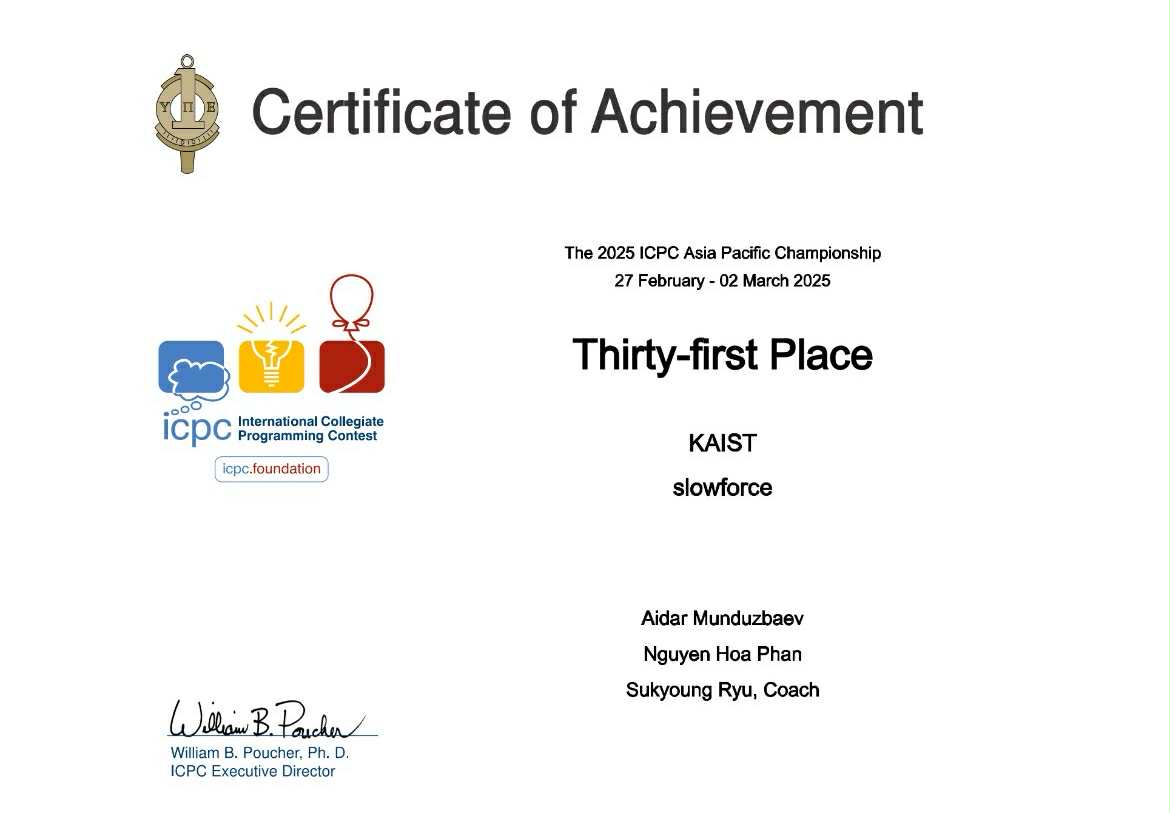 Υ Π Ε
Certificate of Achievement
The 2025 ICPC Asia Pacific Championship
27 February - 02 March 2025
Thirty-first Place
KAIST
slowforce
icpc International Collegiate
Programming Contest
icpc.foundation
Aidar Munduzbaev
Nguyen Hoa Phan
Sukyoung Ryu, Coach
William B. Poucher
William B. Poucher, Ph. D.
ICPC Executive Director